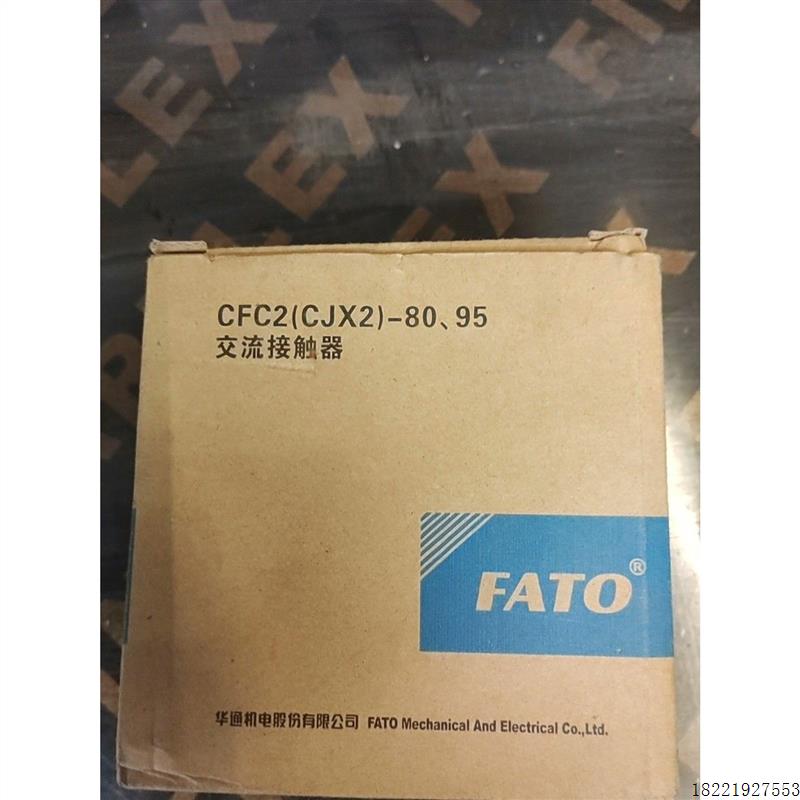 FIRFLEX
CFC2(CJX2)-80、95
交流接触器
FATO®
华通机电股份有限公司 FATO Mechanical And Electrical Co.,Ltd.
18221927553